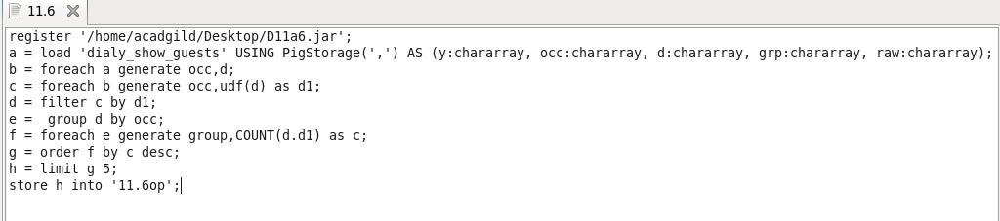 11.6
register '/home/acadgild/Desktop/D11a6.jar';
a = load 'dialy_show_guests' USING PigStorage(',') AS (y:chararray, occ:chararray, d:chararray, grp:chararray, raw:chararray);
b = foreach a generate occ,d;
c = foreach b generate occ,udf(d) as d1;
d = filter c by d1;
e =  group d by occ;
f = foreach e generate group,COUNT(d.d1) as c;
g = order f by c desc;
h = limit g 5;
store h into '11.6op';